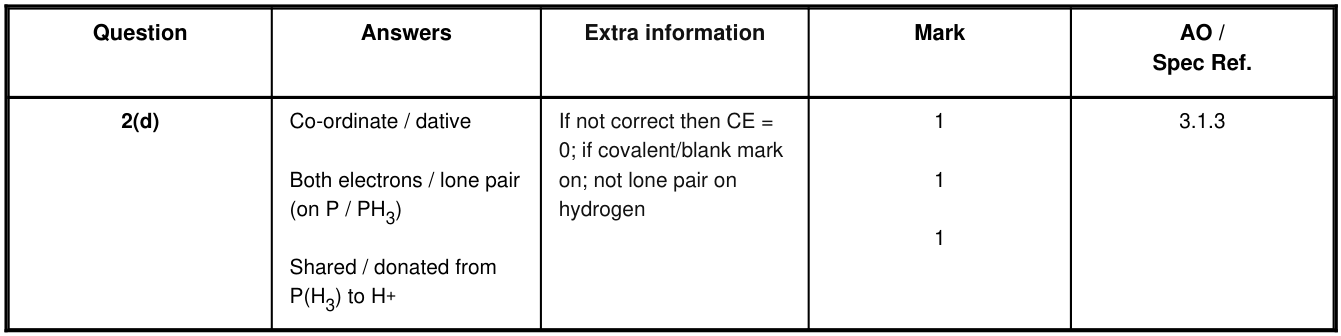 Question Answers Extra information Mark AO /
Spec Ref.
2(d) Co-ordinate / dative If not correct then CE = 1 3.1.3
0; if covalent/blank mark
Both electrons / lone pair on; not lone pair on 1
(on P / PH3) hydrogen
1
Shared / donated from
P(H3) to H+